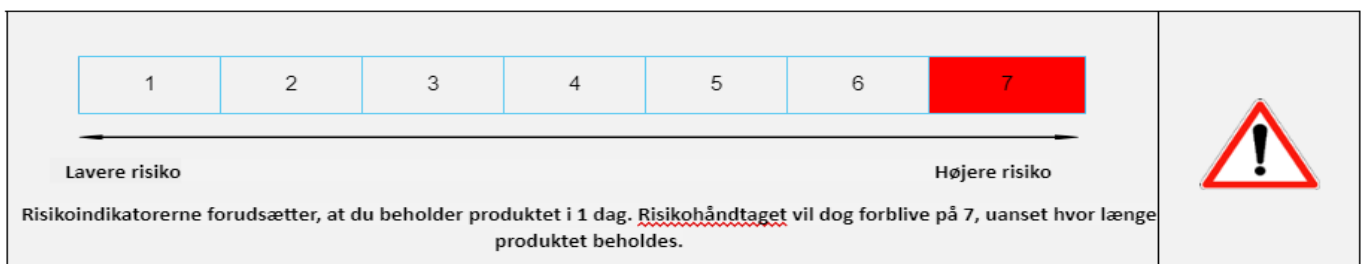 1 2 3 4 5 6 7
Lavere risiko Højere risiko
Risikoindikatorerne forudsætter, at du beholder produktet i 1 dag. Risikohåndtaget vil dog forblive på 7, uanset hvor længe
produktet beholdes.